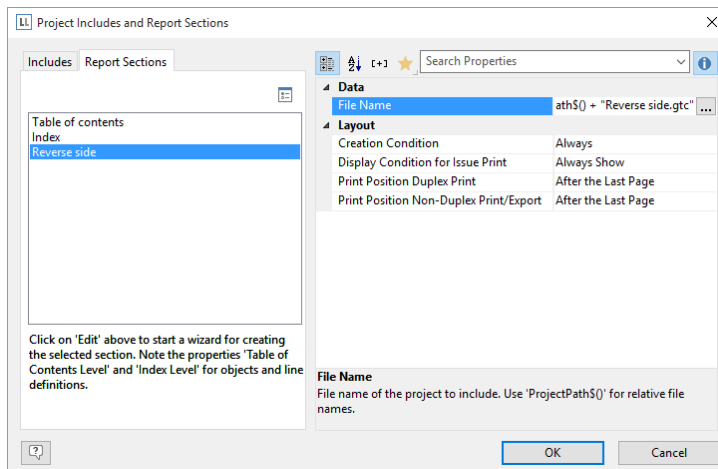 LL Project Includes and Report Sections
Includes Report Sections
Table of contents
Index
Reverse side
Click on 'Edit' above to start a wizard for creating
the selected section. Note the properties 'Table of
Contents Level' and 'Index Level' for objects and line
definitions.
Search Properties
Data
File Name ath$() + "Reverse side.gtc" ...
Layout
Creation Condition Always
Display Condition for Issue Print Always Show
Print Position Duplex Print After the Last Page
Print Position Non-Duplex Print/Export After the Last Page
File Name
File name of the project to include. Use 'ProjectPath$()' for relative file
names.
OK Cancel